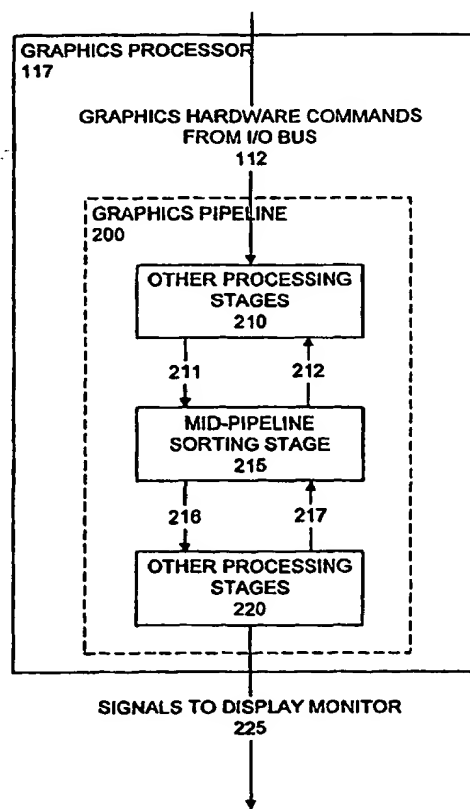 GRAPHICS PROCESSOR
117
GRAPHICS HARDWARE COMMANDS
FROM I/O BUS
112
GRAPHICS PIPELINE
200
OTHER PROCESSING
STAGES
210
211 212
MID-PIPELINE
SORTING STAGE
215
216 217
OTHER PROCESSING
STAGES
220
SIGNALS TO DISPLAY MONITOR
225